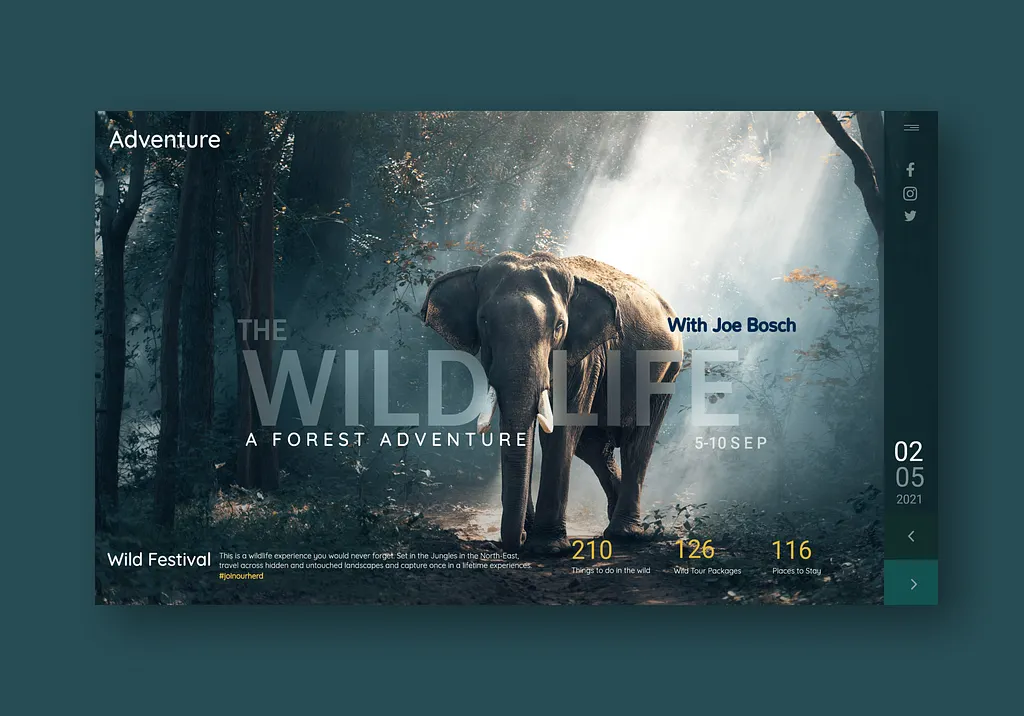 Adventure
THE
With Joe Bosch
WILD LIFE
A FOREST ADVENTURE
5-10 SEP
02
05
2021
Wild Festival
This is a wildlife experience you would never forget. Set in the Jungles in the North-East,
travel across hidden and untouched landscapes and capture once in a lifetime experiences.
#joinourherd
210
Things to do in the wild
126
Wild Tour Packages
116
Places to Stay